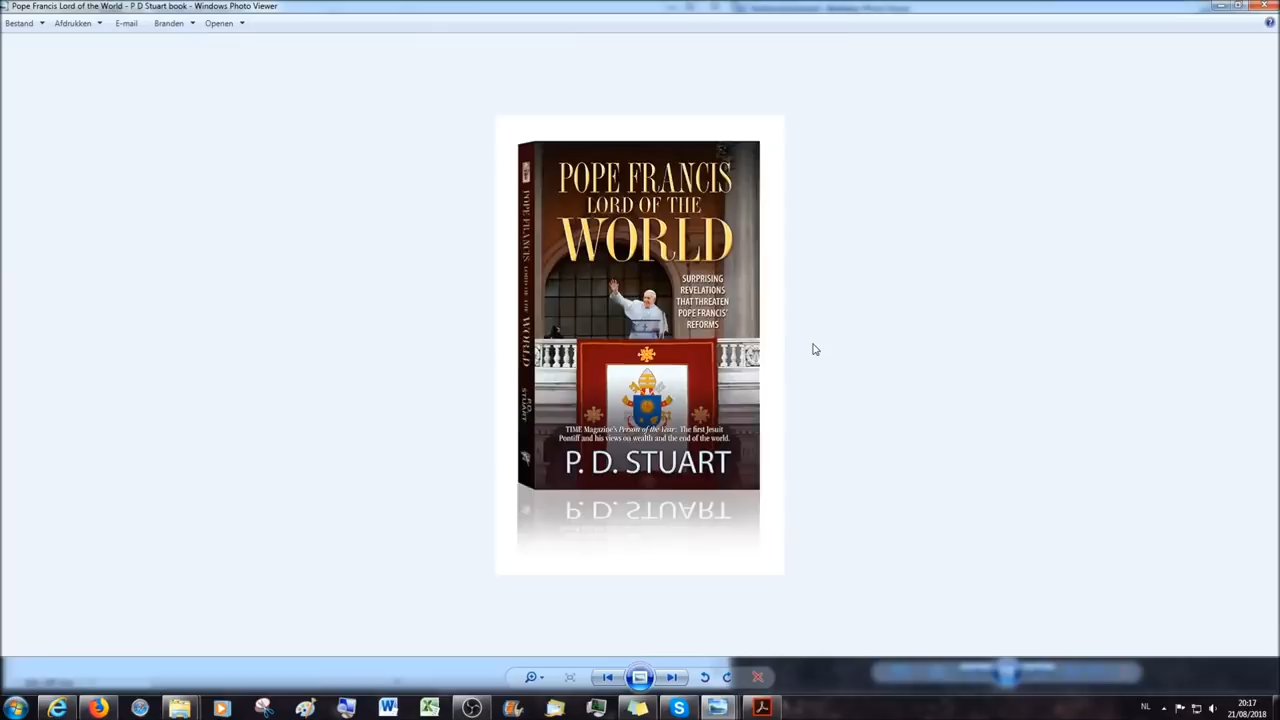 Pope Francis Lord of the World - P D Stuart book - Windows Photo Viewer
Bestand Afdrukken E-mail Branden Openen
POPE FRANCIS
LORD OF THE
WORLD
SURPRISING
REVELATIONS
THAT THREATEN
POPE FRANCIS'
REFORMS
TIME Magazine's Person of the Year: The first Jesuit
Pontiff and his views on wealth and the end of the world.
P. D. STUART
POPE FRANCIS LORD OF THE WORLD
P.D. STUART
P. D. STUART
NL
20:17
21/08/2018